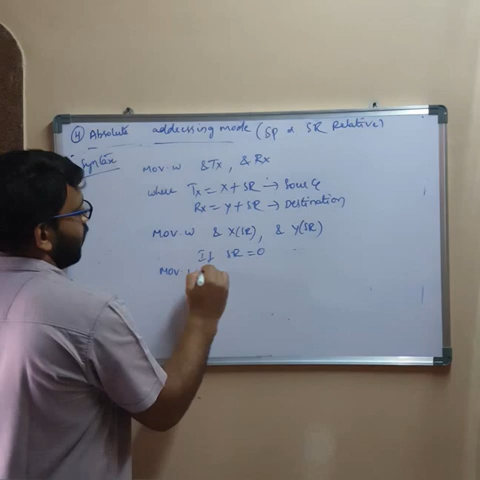 ④ Absolute addressing mode (SP & SR Relative)
Syntax
MOV.W &Tx, & Rx
where Tx = X + SR → Source
Rx = Y + SR → Destination
MOV.W & X(SR), & Y(SR)
If SR = 0
MOV.